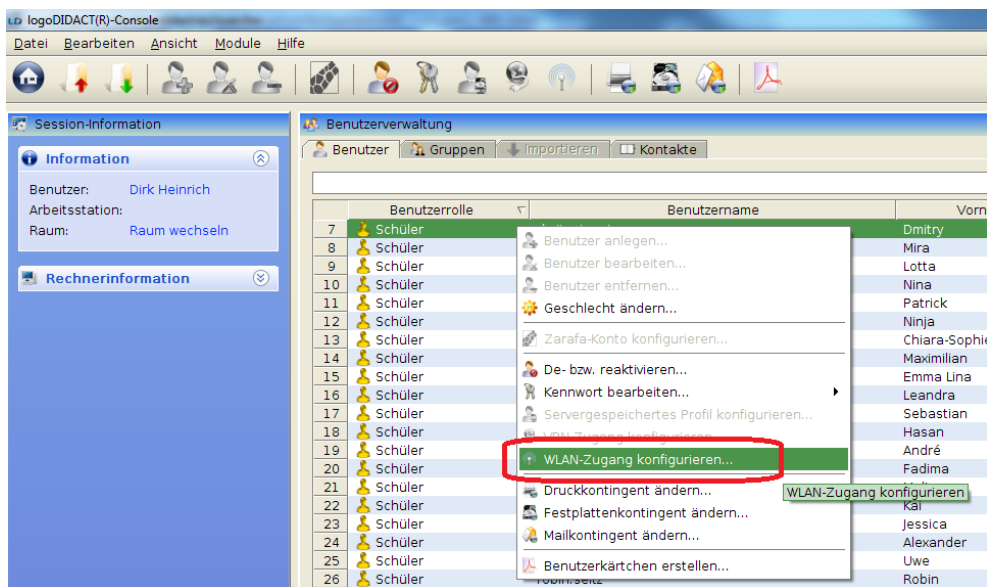 LD logoDIDACT(R)-Console
Datei Bearbeiten Ansicht Module Hilfe
Session-Information
Information
Benutzer: Dirk Heinrich
Arbeitsstation:
Raum: Raum wechseln
Rechnerinformation
Benutzerverwaltung
Benutzer Gruppen Importieren Kontakte
Benutzerrolle Benutzername Vorn
7 Schüler Dmitry
8 Schüler Mira
9 Schüler Lotta
10 Schüler Nina
11 Schüler Patrick
12 Schüler Ninja
13 Schüler Chiara-Sophie
14 Schüler Maximilian
15 Schüler Emma Lina
16 Schüler Leandra
17 Schüler Sebastian
18 Schüler Hasan
19 Schüler André
20 Schüler Fadima
21 Schüler
22 Schüler Kai
23 Schüler Jessica
24 Schüler Alexander
25 Schüler Uwe
26 Schüler robin.seitz Robin
Benutzer anlegen...
Benutzer bearbeiten...
Benutzer entfernen...
Geschlecht ändern...
Zarafa-Konto konfigurieren...
De- bzw. reaktivieren...
Kennwort bearbeiten...
Servergespeichertes Profil konfigurieren...
VPN-Zugang konfigurieren...
WLAN-Zugang konfigurieren...
Druckkontingent ändern...
Festplattenkontingent ändern...
Mailkontingent ändern...
Benutzerkärtchen erstellen...
WLAN-Zugang konfigurieren